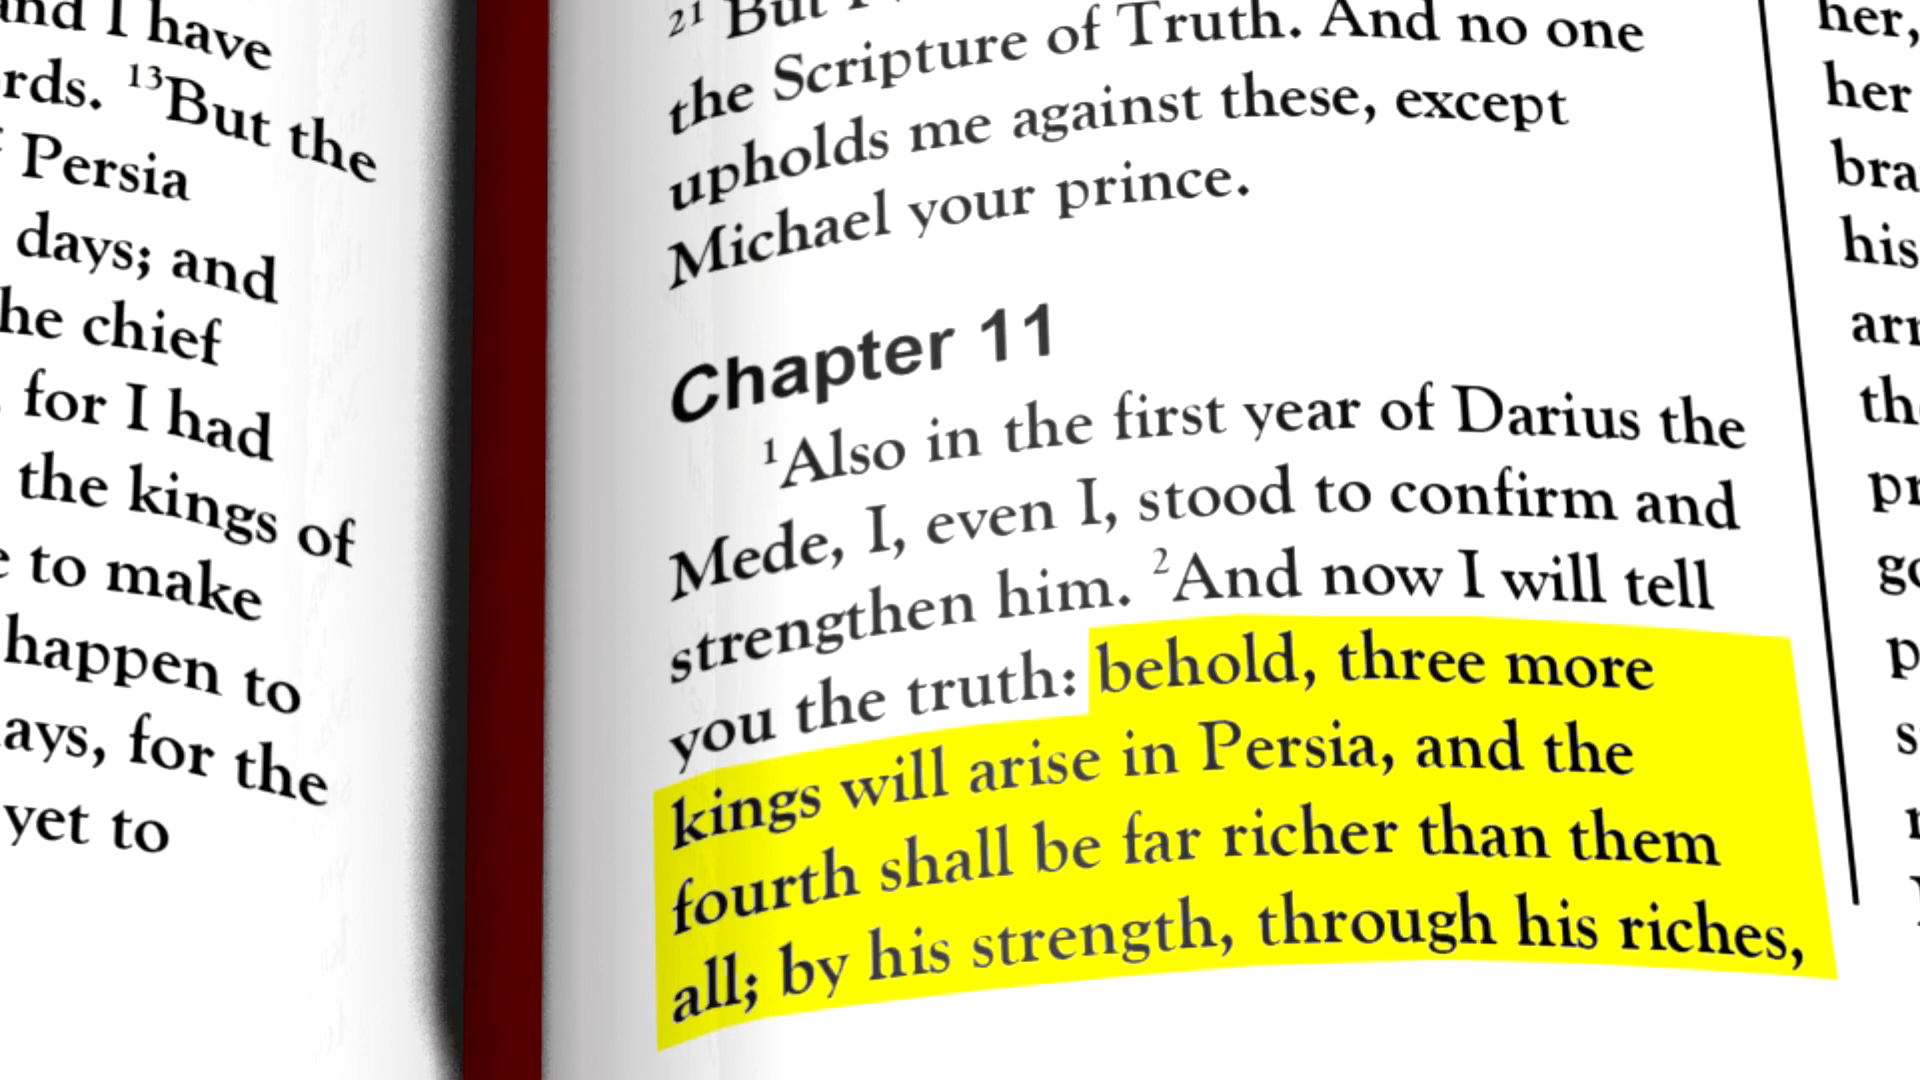 and I have
rds. 13But the
Persia
days; and
he chief
for I had
the kings of
to make
happen to
ays, for the
yet to
21 But
the Scripture of Truth. And no one
upholds me against these, except
Michael your prince.
Chapter 11
1Also in the first year of Darius the
Mede, I, even I, stood to confirm and
strengthen him. 2And now I will tell
you the truth: behold, three more
kings will arise in Persia, and the
fourth shall be far richer than them
all; by his strength, through his riches,
her,
her
bra
his
arr
the
pr
go
p
s